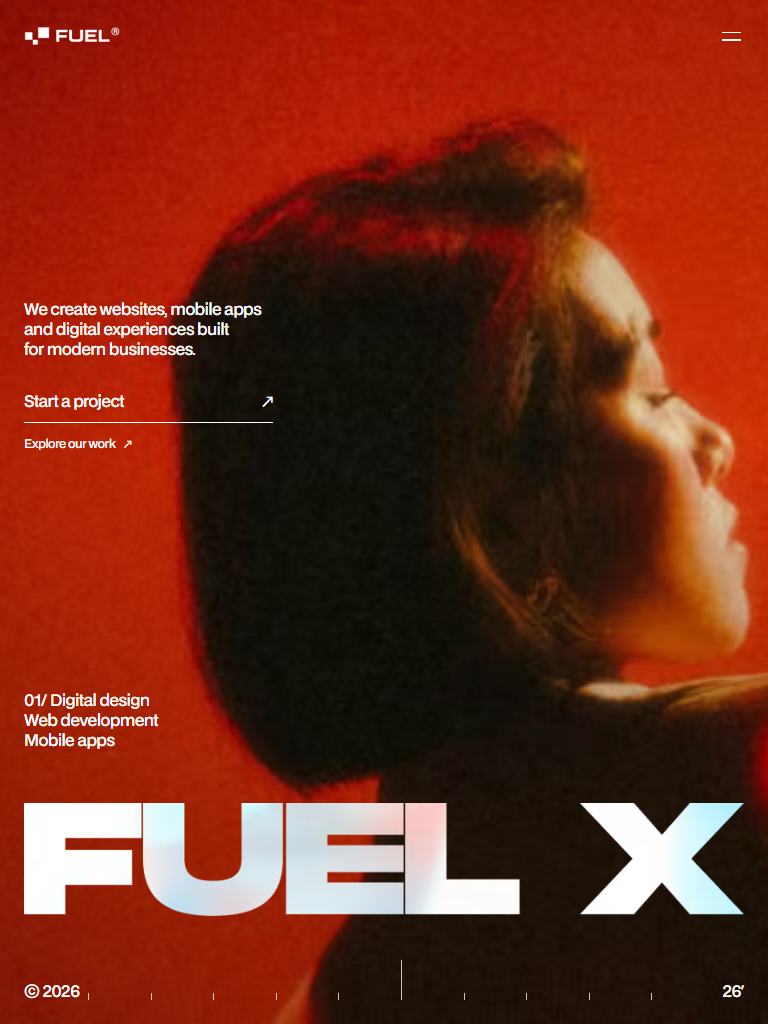 FUEL®
We create websites, mobile apps
and digital experiences built
for modern businesses.
Start a project ↗
Explore our work ↗
01/ Digital design
Web development
Mobile apps
FUEL X
© 2026
26′